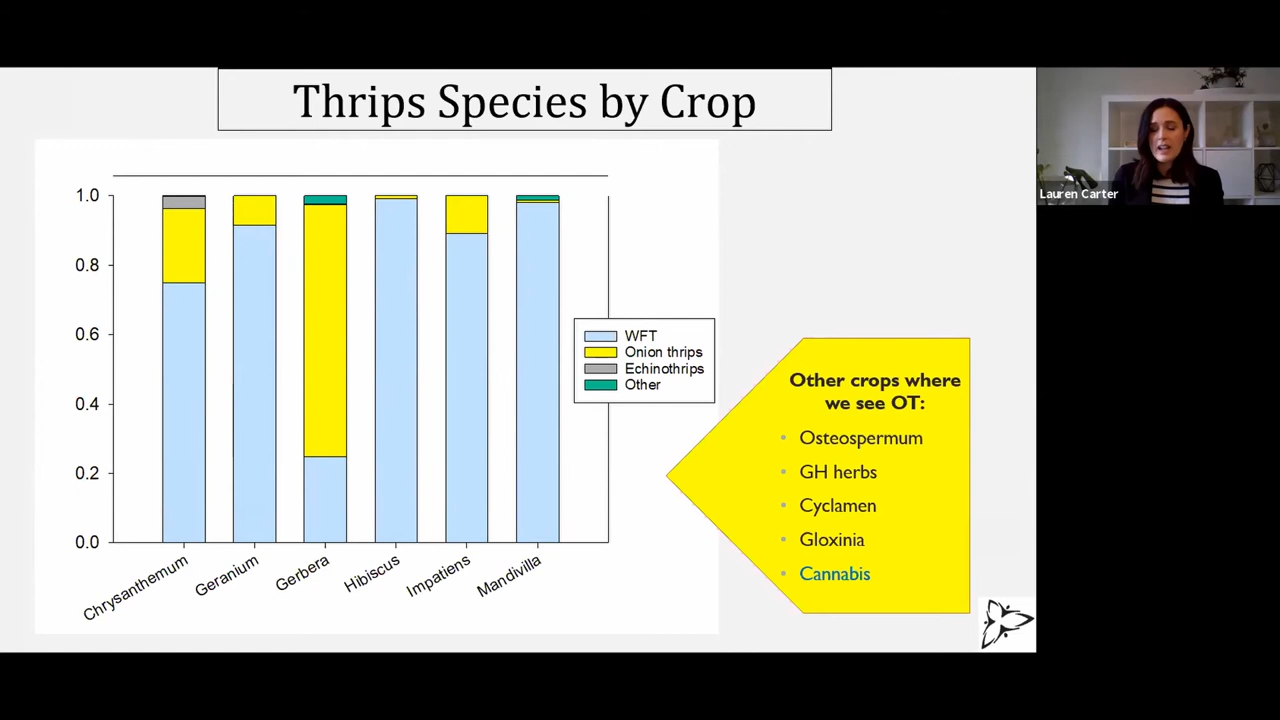 Thrips Species by Crop
Lauren Carter
1.0
0.8
0.6
0.4
0.2
0.0
Chrysanthemum
Geranium
Gerbera
Hibiscus
Impatiens
Mandivilla
WFT
Onion thrips
Echinothrips
Other
Other crops where
we see OT:
• Osteospermum
• GH herbs
• Cyclamen
• Gloxinia
• Cannabis